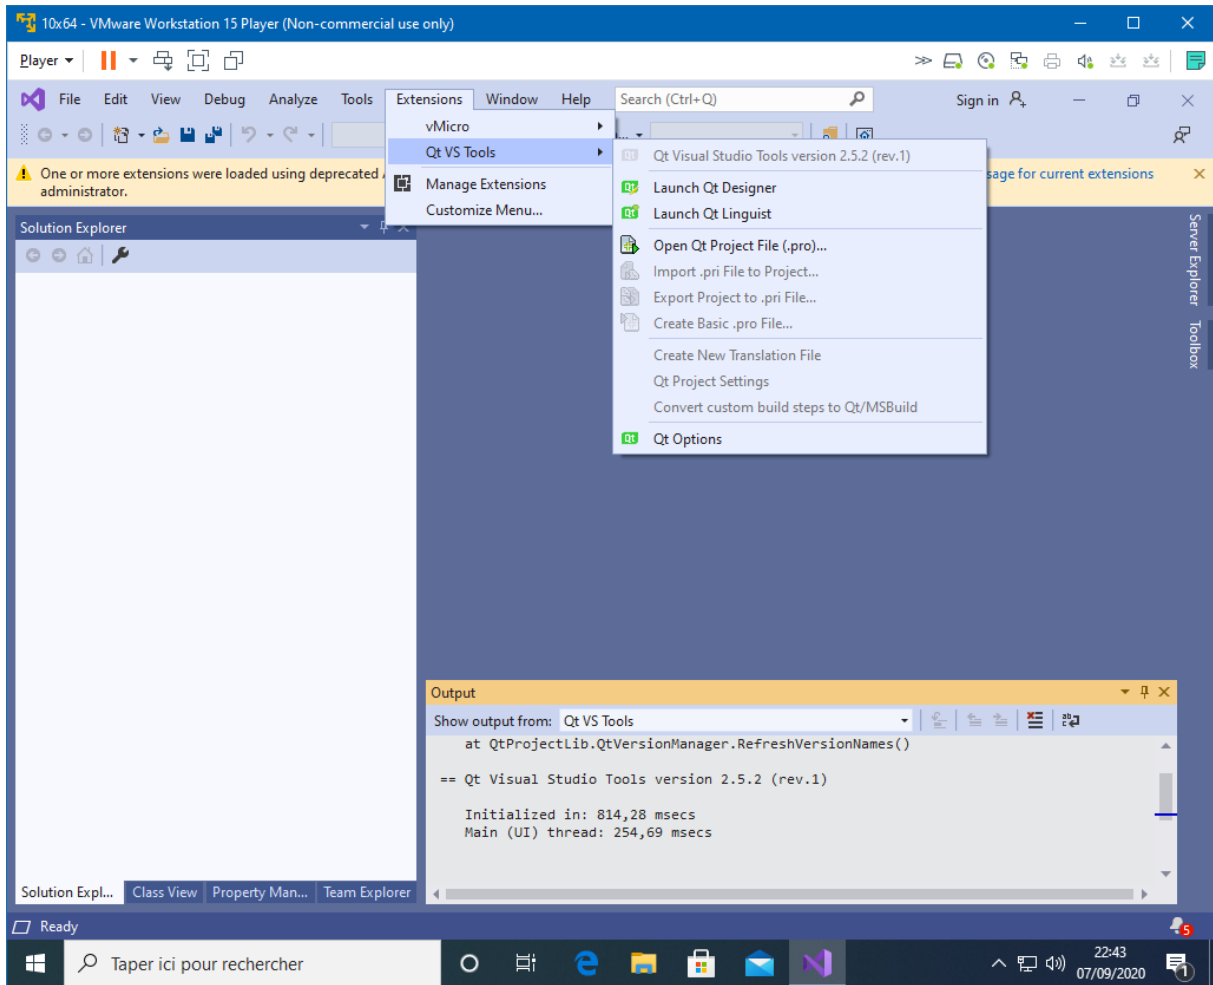 10x64 - VMware Workstation 15 Player (Non-commercial use only)
Player
File Edit View Debug Analyze Tools Extensions Window Help Search (Ctrl+Q) Sign in
vMicro
Qt VS Tools
Manage Extensions
Customize Menu...
Qt Visual Studio Tools version 2.5.2 (rev.1)
Launch Qt Designer
Launch Qt Linguist
Open Qt Project File (.pro)...
Import .pri File to Project...
Export Project to .pri File...
Create Basic .pro File...
Create New Translation File
Qt Project Settings
Convert custom build steps to Qt/MSBuild
Qt Options
One or more extensions were loaded using deprecated
sage for current extensions
administrator.
Solution Explorer
Server Explorer
Toolbox
Output
Show output from: Qt VS Tools
at QtProjectLib.QtVersionManager.RefreshVersionNames()
== Qt Visual Studio Tools version 2.5.2 (rev.1)
Initialized in: 814,28 msecs
Main (UI) thread: 254,69 msecs
Solution Expl... Class View Property Man... Team Explorer
Ready
5
Taper ici pour rechercher
22:43
07/09/2020
1